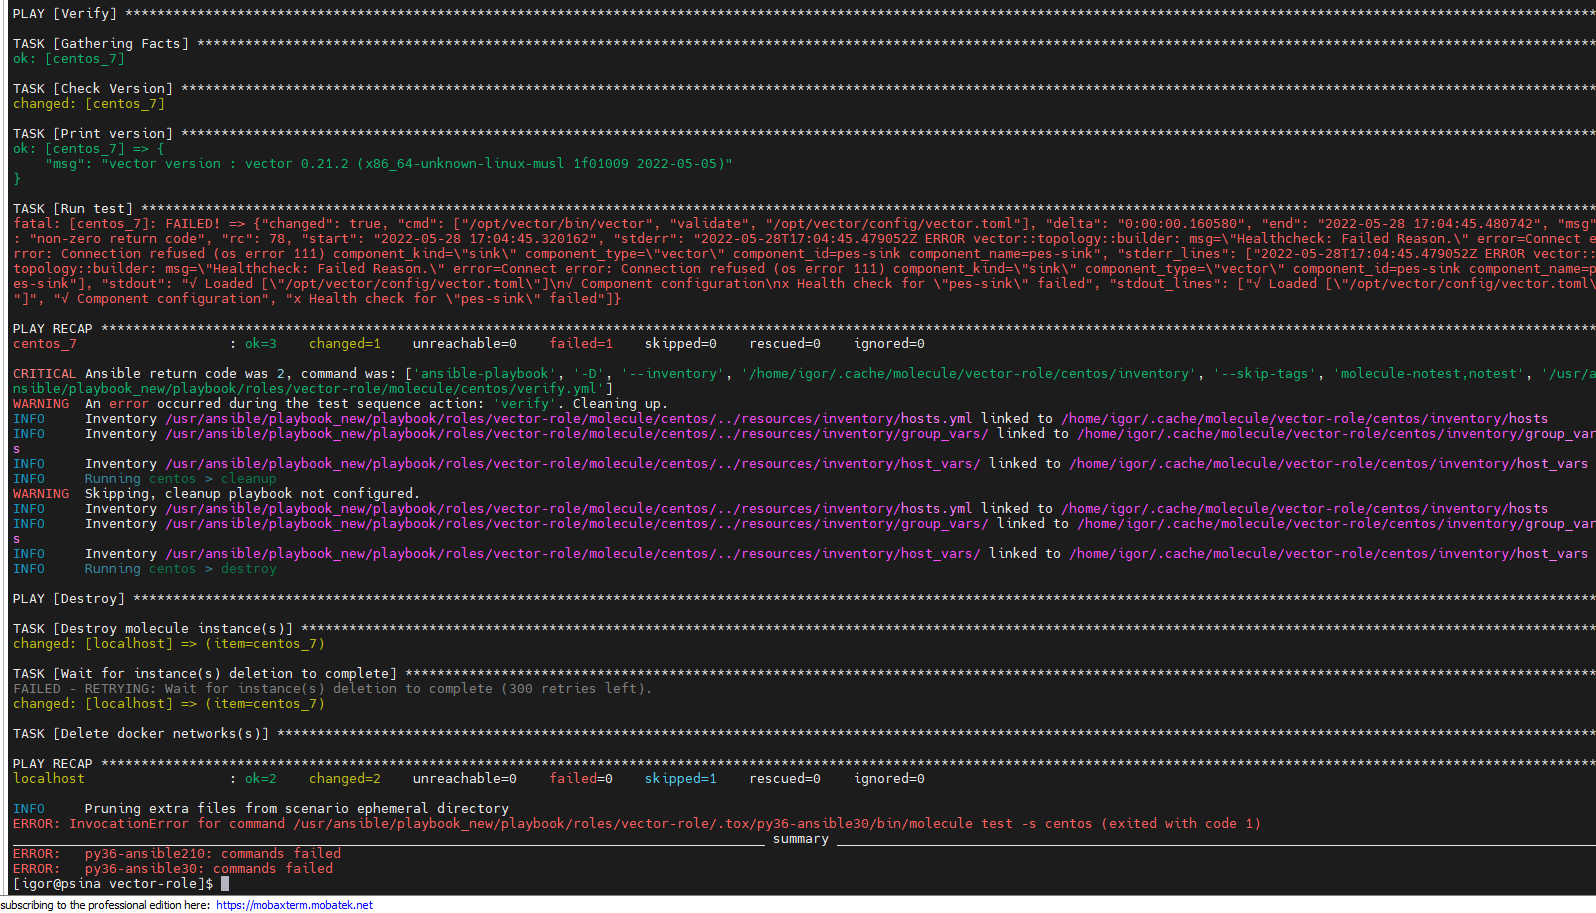 PLAY [Verify] ****************************************************************************************************************************************************************************************
TASK [Gathering Facts] *******************************************************************************************************************************************************************************
ok: [centos_7]
TASK [Check Version] *********************************************************************************************************************************************************************************
changed: [centos_7]
TASK [Print version] *********************************************************************************************************************************************************************************
ok: [centos_7] => {
    "msg": "vector version : vector 0.21.2 (x86_64-unknown-linux-musl 1f01009 2022-05-05)"
}
TASK [Run test] **************************************************************************************************************************************************************************************
fatal: [centos_7]: FAILED! => {"changed": true, "cmd": ["/opt/vector/bin/vector", "validate", "/opt/vector/config/vector.toml"], "delta": "0:00:00.160580", "end": "2022-05-28 17:04:45.480742", "msg"
: "non-zero return code", "rc": 78, "start": "2022-05-28 17:04:45.320162", "stderr": "2022-05-28T17:04:45.479052Z ERROR vector::topology::builder: msg=\"Healthcheck: Failed Reason.\" error=Connect e
rror: Connection refused (os error 111) component_kind=\"sink\" component_type=\"vector\" component_id=pes-sink component_name=pes-sink", "stderr_lines": ["2022-05-28T17:04:45.479052Z ERROR vector::
topology::builder: msg=\"Healthcheck: Failed Reason.\" error=Connect error: Connection refused (os error 111) component_kind=\"sink\" component_type=\"vector\" component_id=pes-sink component_name=p
es-sink"], "stdout": "√ Loaded [\"/opt/vector/config/vector.toml\"]\n√ Component configuration\nx Health check for \"pes-sink\" failed", "stdout_lines": ["√ Loaded [\"/opt/vector/config/vector.toml\
"]", "√ Component configuration", "x Health check for \"pes-sink\" failed"]}
PLAY RECAP *******************************************************************************************************************************************************************************************
centos_7                   : ok=3    changed=1    unreachable=0    failed=1    skipped=0    rescued=0    ignored=0
CRITICAL Ansible return code was 2, command was: ['ansible-playbook', '-D', '--inventory', '/home/igor/.cache/molecule/vector-role/centos/inventory', '--skip-tags', 'molecule-notest,notest', '/usr/a
nsible/playbook_new/playbook/roles/vector-role/molecule/centos/verify.yml']
WARNING  An error occurred during the test sequence action: 'verify'. Cleaning up.
INFO     Inventory /usr/ansible/playbook_new/playbook/roles/vector-role/molecule/centos/../resources/inventory/hosts.yml linked to /home/igor/.cache/molecule/vector-role/centos/inventory/hosts
INFO     Inventory /usr/ansible/playbook_new/playbook/roles/vector-role/molecule/centos/../resources/inventory/group_vars/ linked to /home/igor/.cache/molecule/vector-role/centos/inventory/group_var
s
INFO     Inventory /usr/ansible/playbook_new/playbook/roles/vector-role/molecule/centos/../resources/inventory/host_vars/ linked to /home/igor/.cache/molecule/vector-role/centos/inventory/host_vars
INFO     Running centos > cleanup
WARNING  Skipping, cleanup playbook not configured.
INFO     Inventory /usr/ansible/playbook_new/playbook/roles/vector-role/molecule/centos/../resources/inventory/hosts.yml linked to /home/igor/.cache/molecule/vector-role/centos/inventory/hosts
INFO     Inventory /usr/ansible/playbook_new/playbook/roles/vector-role/molecule/centos/../resources/inventory/group_vars/ linked to /home/igor/.cache/molecule/vector-role/centos/inventory/group_var
s
INFO     Inventory /usr/ansible/playbook_new/playbook/roles/vector-role/molecule/centos/../resources/inventory/host_vars/ linked to /home/igor/.cache/molecule/vector-role/centos/inventory/host_vars
INFO     Running centos > destroy
PLAY [Destroy] ***************************************************************************************************************************************************************************************
TASK [Destroy molecule instance(s)] ******************************************************************************************************************************************************************
changed: [localhost] => (item=centos_7)
TASK [Wait for instance(s) deletion to complete] *****************************************************************************************************************************************************
FAILED - RETRYING: Wait for instance(s) deletion to complete (300 retries left).
changed: [localhost] => (item=centos_7)
TASK [Delete docker networks(s)] *********************************************************************************************************************************************************************
PLAY RECAP *******************************************************************************************************************************************************************************************
localhost                  : ok=2    changed=2    unreachable=0    failed=0    skipped=1    rescued=0    ignored=0
INFO     Pruning extra files from scenario ephemeral directory
ERROR: InvocationError for command /usr/ansible/playbook_new/playbook/roles/vector-role/.tox/py36-ansible30/bin/molecule test -s centos (exited with code 1)
______________________________________________________________________________________________ summary ______________________________________________________________________________________________
ERROR:   py36-ansible210: commands failed
ERROR:   py36-ansible30: commands failed
[igor@psina vector-role]$
subscribing to the professional edition here: https://mobaxterm.mobatek.net